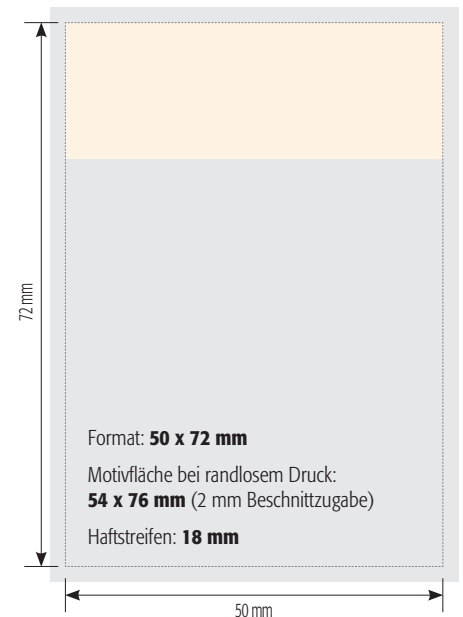 72 mm
Format: 50 x 72 mm
Motivfläche bei randlosem Druck:
54 x 76 mm (2 mm Beschnittzugabe)
Haftstreifen: 18 mm
50 mm